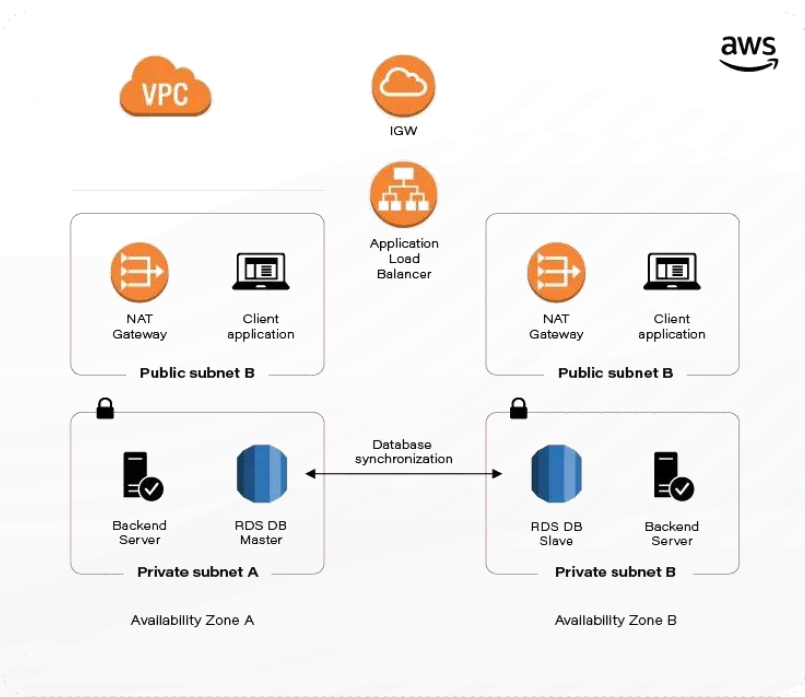 aws
VPC
IGW
Application
Load
Balancer
NAT
Gateway
Client
application
Public subnet B
NAT
Gateway
Client
application
Public subnet B
Backend
Server
RDS DB
Master
Private subnet A
Database
synchronization
RDS DB
Slave
Backend
Server
Private subnet B
Availability Zone A
Availability Zone B